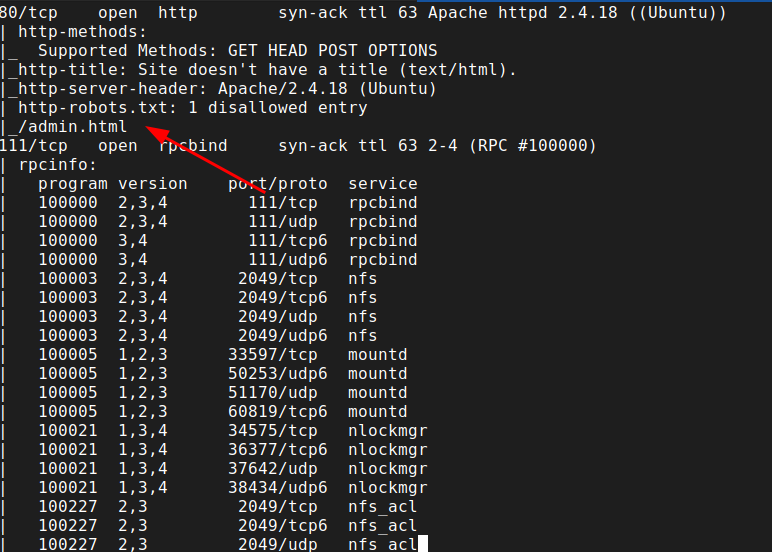 80/tcp    open  http        syn-ack ttl 63 Apache httpd 2.4.18 ((Ubuntu))
| http-methods:
|_  Supported Methods: GET HEAD POST OPTIONS
|_http-title: Site doesn't have a title (text/html).
|_http-server-header: Apache/2.4.18 (Ubuntu)
| http-robots.txt: 1 disallowed entry
|_/admin.html
111/tcp   open  rpcbind     syn-ack ttl 63 2-4 (RPC #100000)
| rpcinfo:
|   program version    port/proto  service
|   100000  2,3,4        111/tcp   rpcbind
|   100000  2,3,4        111/udp   rpcbind
|   100000  3,4          111/tcp6  rpcbind
|   100000  3,4          111/udp6  rpcbind
|   100003  2,3,4       2049/tcp   nfs
|   100003  2,3,4       2049/tcp6  nfs
|   100003  2,3,4       2049/udp   nfs
|   100003  2,3,4       2049/udp6  nfs
|   100005  1,2,3      33597/tcp   mountd
|   100005  1,2,3      50253/udp6  mountd
|   100005  1,2,3      51170/udp   mountd
|   100005  1,2,3      60819/tcp6  mountd
|   100021  1,3,4      34575/tcp   nlockmgr
|   100021  1,3,4      36377/tcp6  nlockmgr
|   100021  1,3,4      37642/udp   nlockmgr
|   100021  1,3,4      38434/udp6  nlockmgr
|   100227  2,3         2049/tcp   nfs_acl
|   100227  2,3         2049/tcp6  nfs_acl
|   100227  2,3         2049/udp   nfs_acl